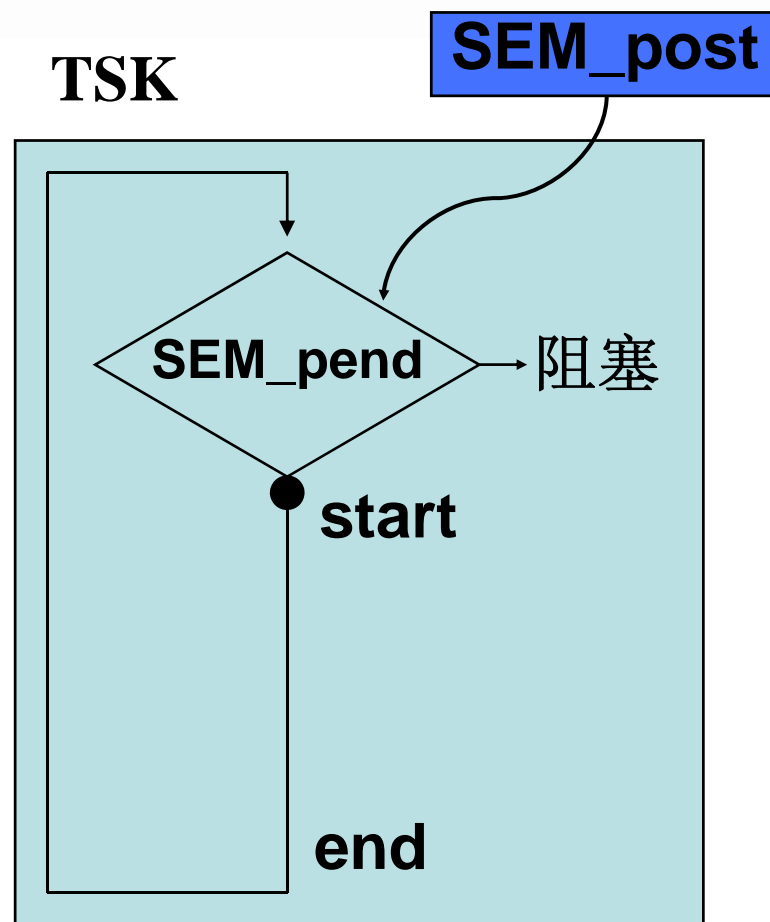 SEM_post
TSK
SEM_pend
阻塞
start
end